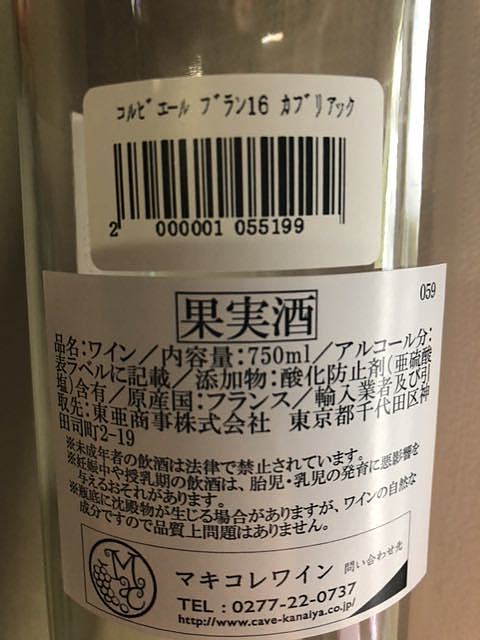 ｺﾙﾋﾞｴｰﾙ ﾌﾞﾗﾝ16 ｶﾌﾞﾘｱｯｸ
2 000001 055199
059
果実酒
品名:ワイン／内容量:750ml／アルコール分:
表ラベルに記載／添加物:酸化防止剤(亜硫酸
塩)含有／原産国:フランス／輸入業者及び引
取先:東亜商事株式会社 東京都千代田区神
田司町2-19
※未成年者の飲酒は法律で禁止されています。
※妊娠中や授乳期の飲酒は、胎児・乳児の発育に悪影響を
与えるおそれがあります。
※瓶底に沈殿物が生じる場合がありますが、ワインの自然な
成分ですので品質上問題はありません。
MC
マキコレワイン 問い合わせ先
TEL:0277-22-0737
http://www.cave-kanaiya.co.jp/